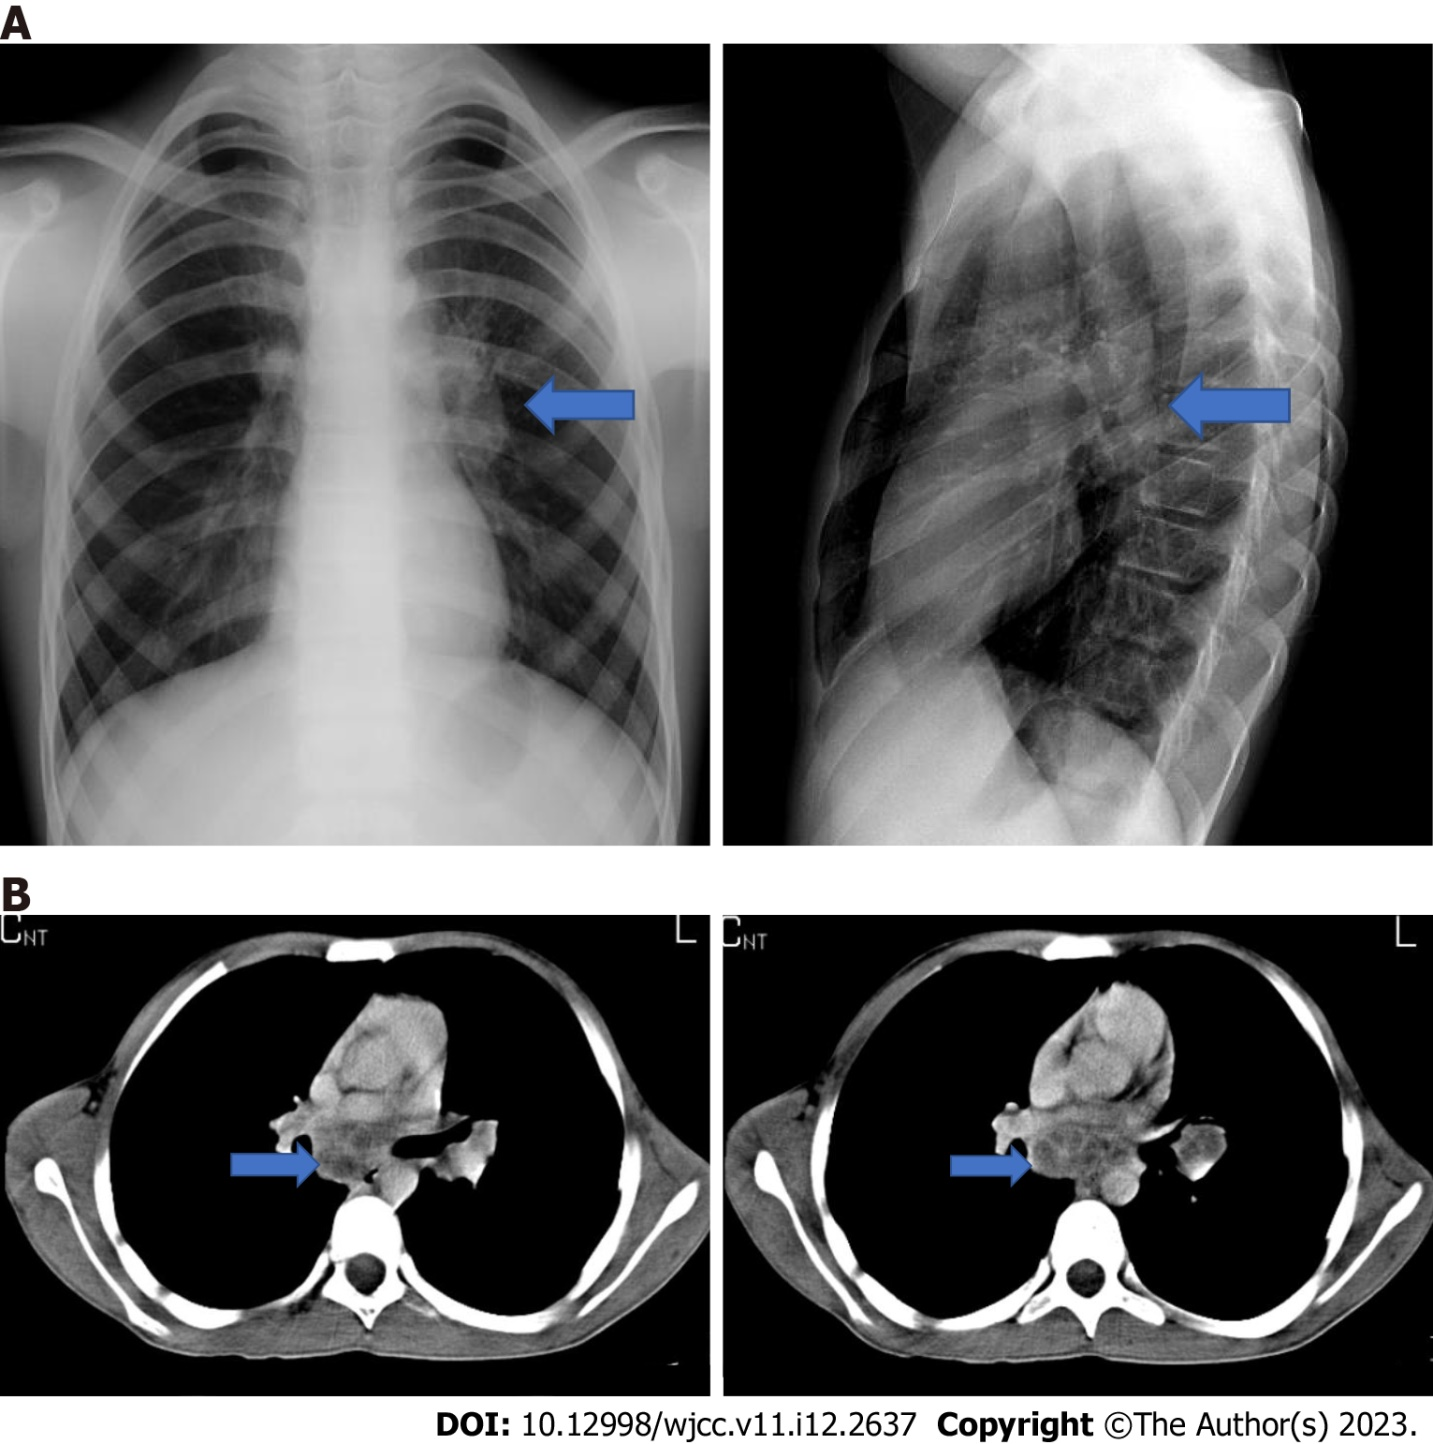 A
B
CNT L
CNT L
DOI: 10.12998/wjcc.v11.i12.2637 Copyright ©The Author(s) 2023.